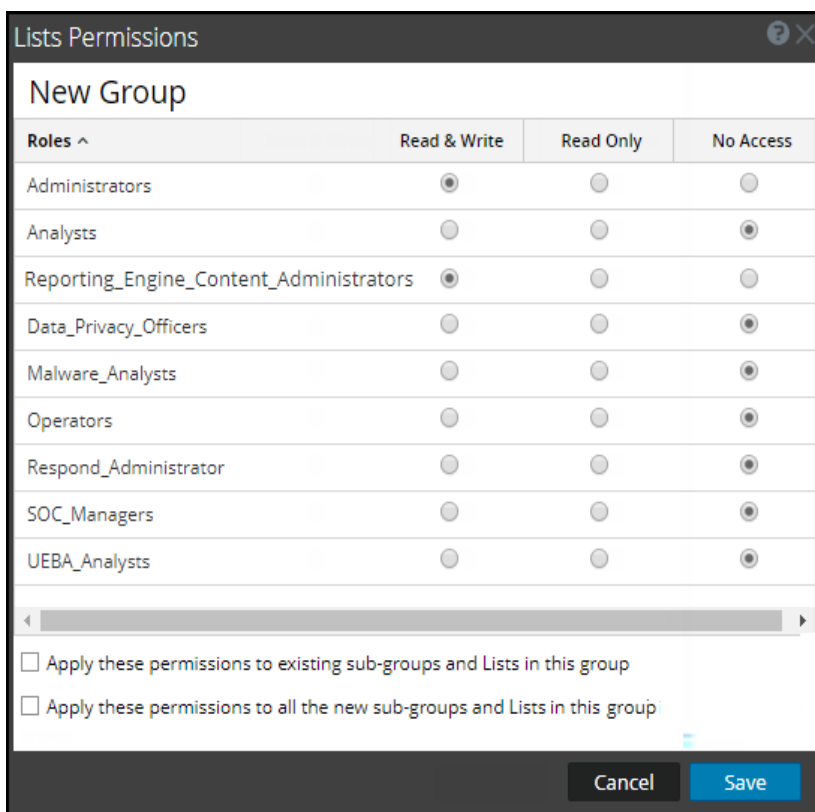 Lists Permissions
New Group
Roles Read & Write Read Only No Access
Administrators
Analysts
Reporting_Engine_Content_Administrators
Data_Privacy_Officers
Malware_Analysts
Operators
Respond_Administrator
SOC_Managers
UEBA_Analysts
Apply these permissions to existing sub-groups and Lists in this group
Apply these permissions to all the new sub-groups and Lists in this group
Cancel Save